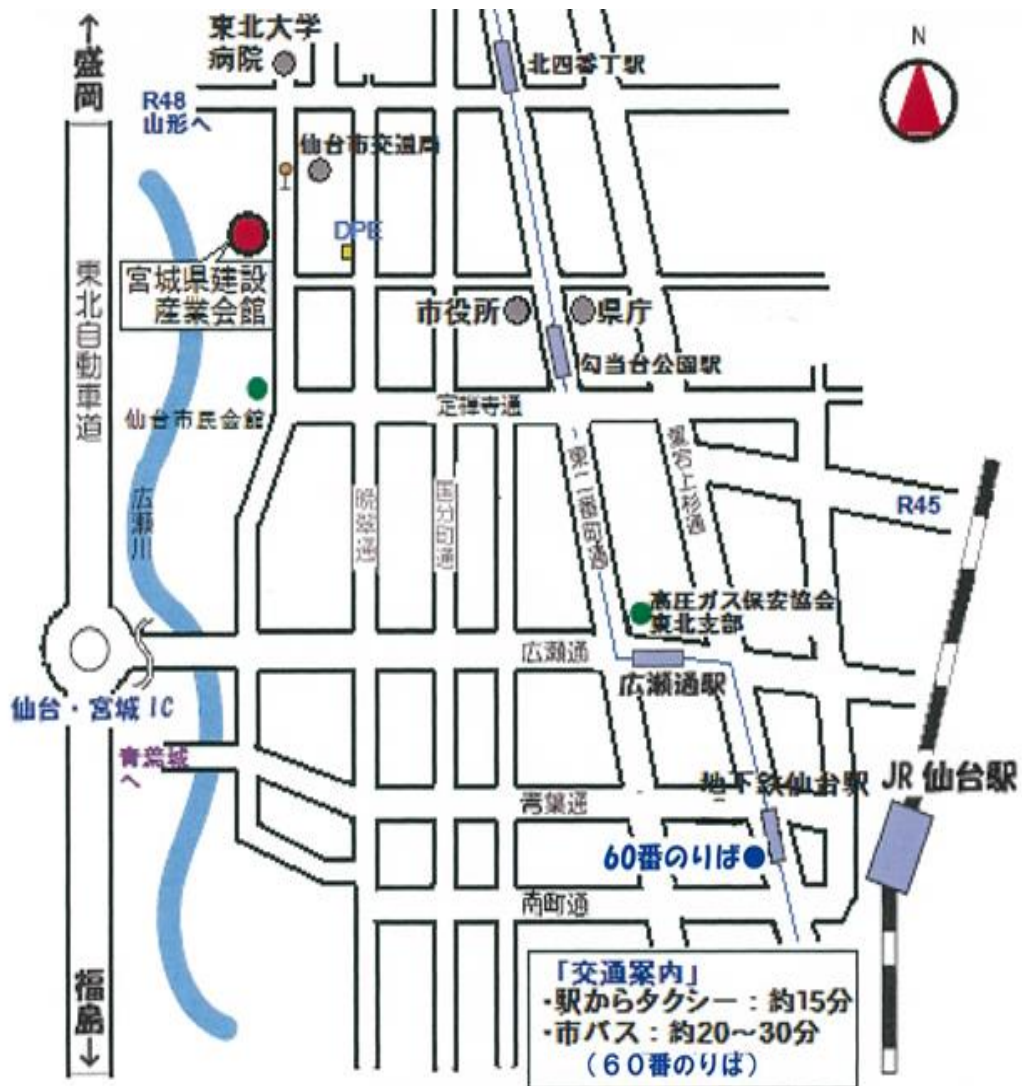 ↑盛岡
東北大学
病院
北四番丁駅
N
R48
山形へ
仙台市交通局
DPE
宮城県建設
産業会館
東北自動車道
市役所
県庁
勾当台公園駅
仙台市民会館
定禅寺通
東二番町通
晩翠通
国分町通
広瀬川
R45
高圧ガス保安協会
東北支部
広瀬通
広瀬通駅
仙台・宮城IC
地下鉄仙台駅
JR仙台駅
青葉通
60番のりば
南町通
福島↓
「交通案内」
・駅からタクシー：約15分
・市バス：約20～30分
（60番のりば）